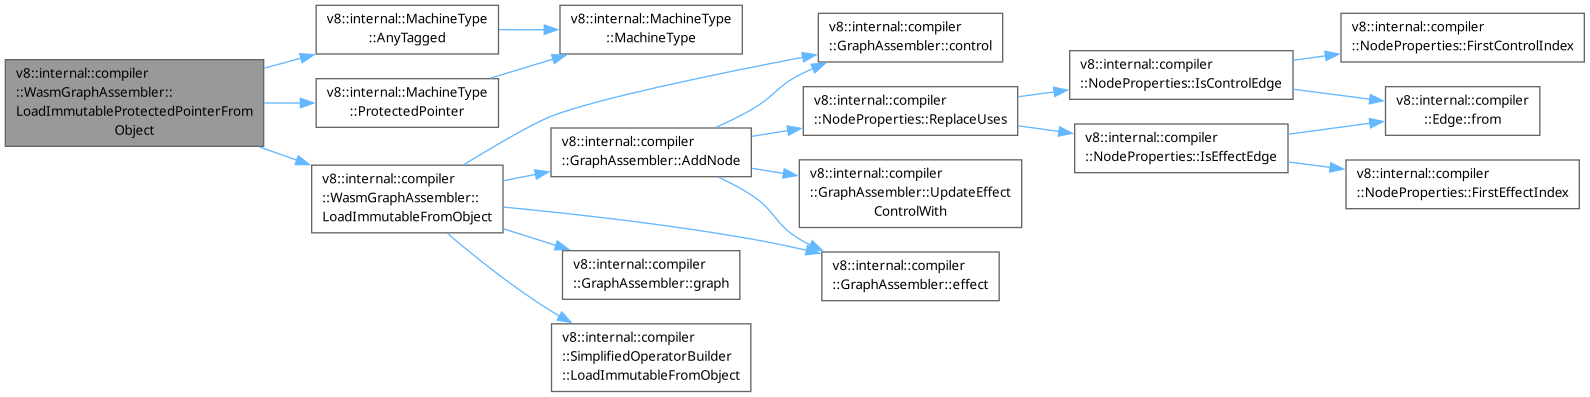 v8::internal::compiler
::WasmGraphAssembler::
LoadImmutableProtectedPointerFrom
Object
v8::internal::MachineType
::AnyTagged
v8::internal::MachineType
::ProtectedPointer
v8::internal::compiler
::WasmGraphAssembler::
LoadImmutableFromObject
v8::internal::MachineType
::MachineType
v8::internal::compiler
::GraphAssembler::AddNode
v8::internal::compiler
::GraphAssembler::graph
v8::internal::compiler
::SimplifiedOperatorBuilder
::LoadImmutableFromObject
v8::internal::compiler
::GraphAssembler::control
v8::internal::compiler
::NodeProperties::ReplaceUses
v8::internal::compiler
::GraphAssembler::UpdateEffect
ControlWith
v8::internal::compiler
::GraphAssembler::effect
v8::internal::compiler
::NodeProperties::IsControlEdge
v8::internal::compiler
::NodeProperties::IsEffectEdge
v8::internal::compiler
::NodeProperties::FirstControlIndex
v8::internal::compiler
::Edge::from
v8::internal::compiler
::NodeProperties::FirstEffectIndex